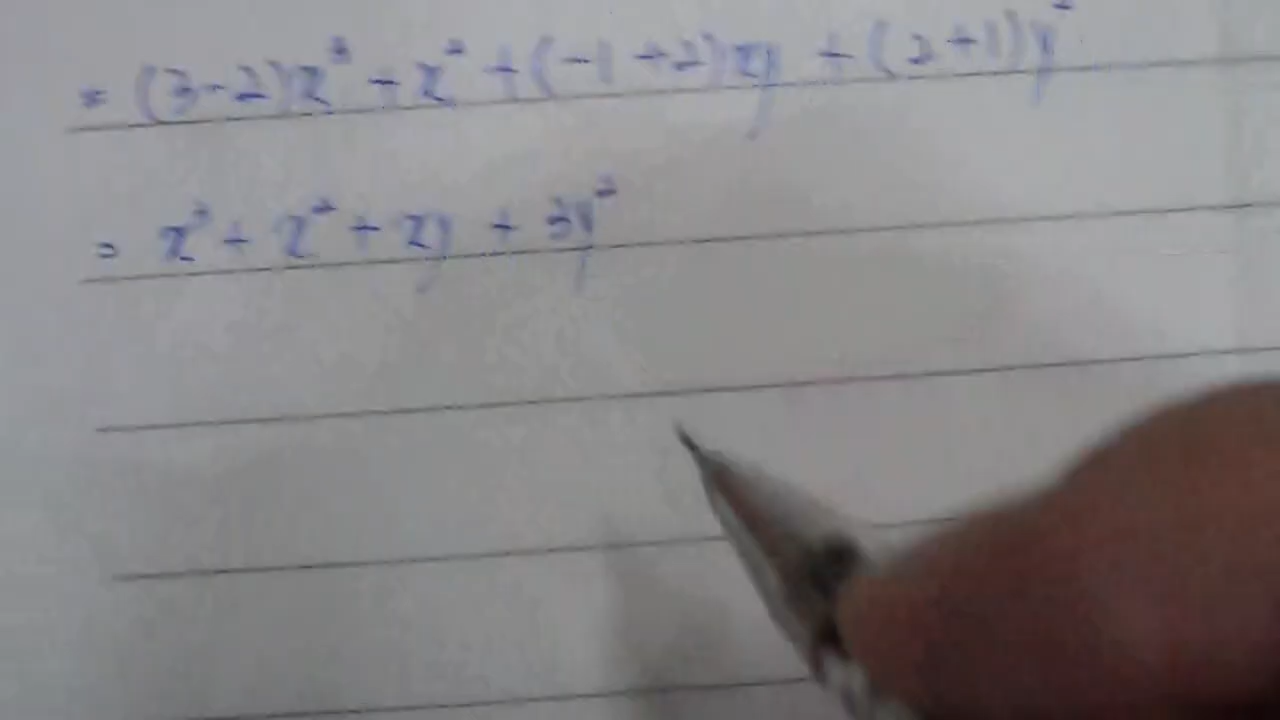 = (3-2)x³ + x² + (-1+2)xy + (2+1)y²
= x³ + x² + xy + 3y²